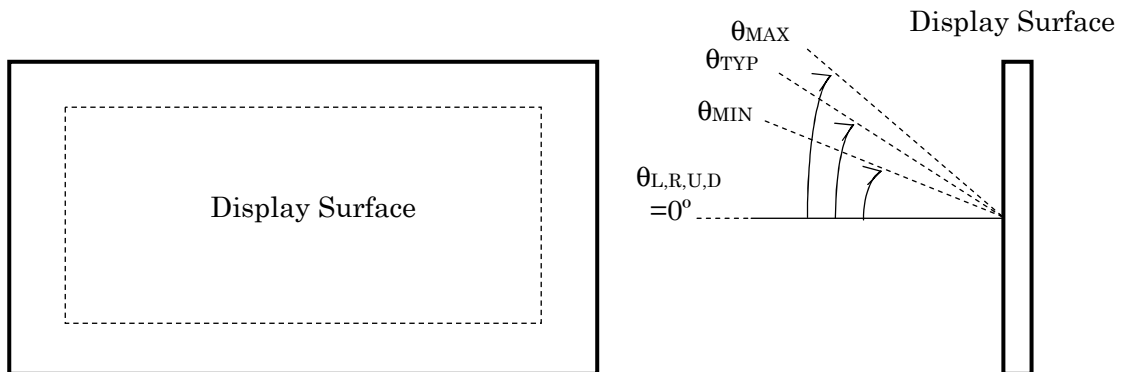 Display Surface
Display Surface
θMAX
θTYP
θMIN
θL,R,U,D
=0º